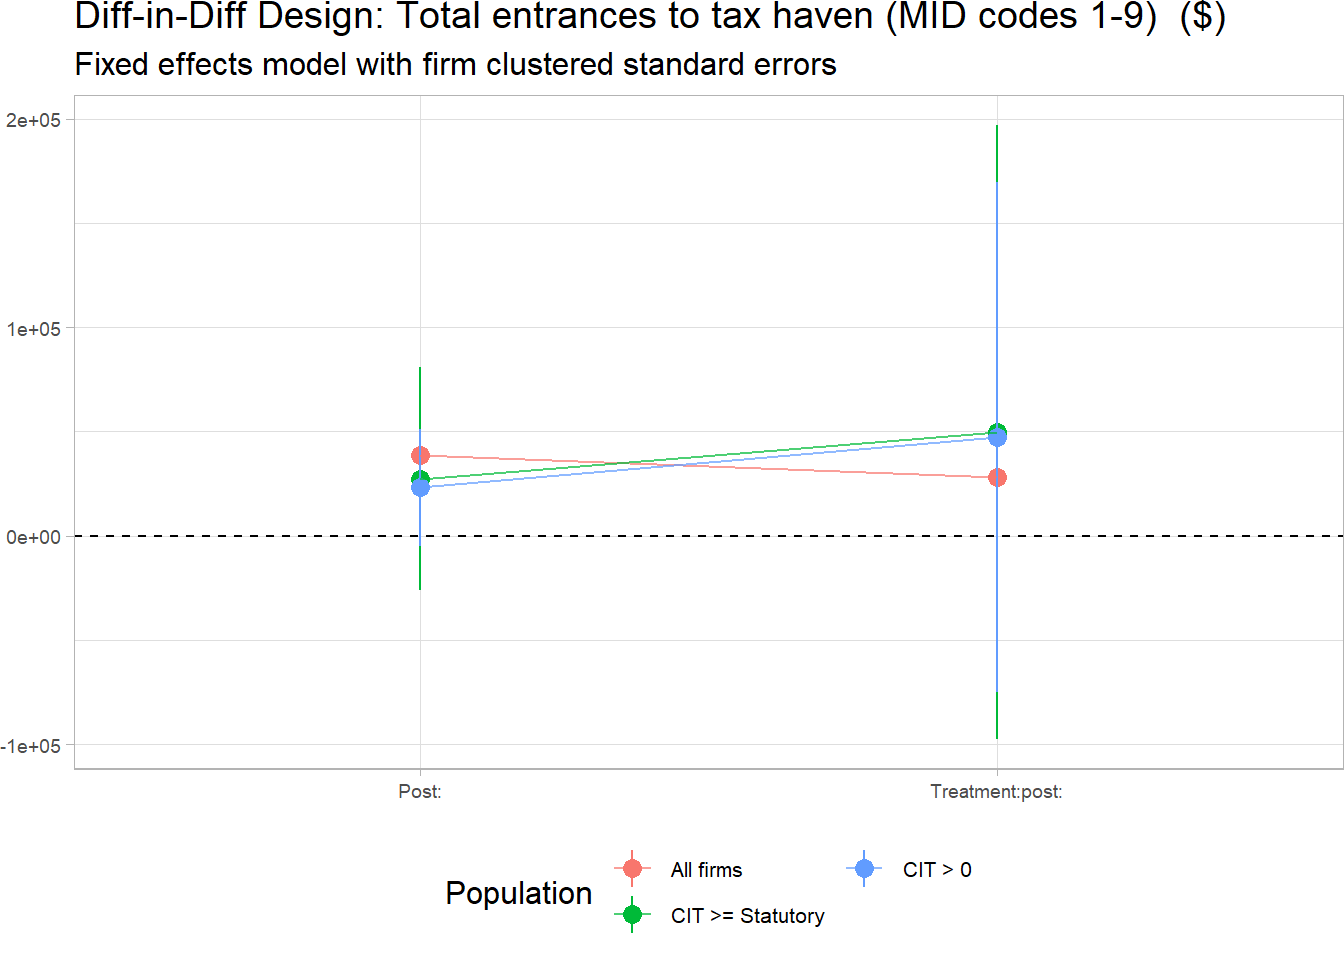 Diff-in-Diff Design: Total entrances to tax haven (MID codes 1-9)  ($)
Fixed effects model with firm clustered standard errors
2e+05
1e+05
0e+00
-1e+05
Post:
Treatment:post:
Population
All firms
CIT >= Statutory
CIT > 0